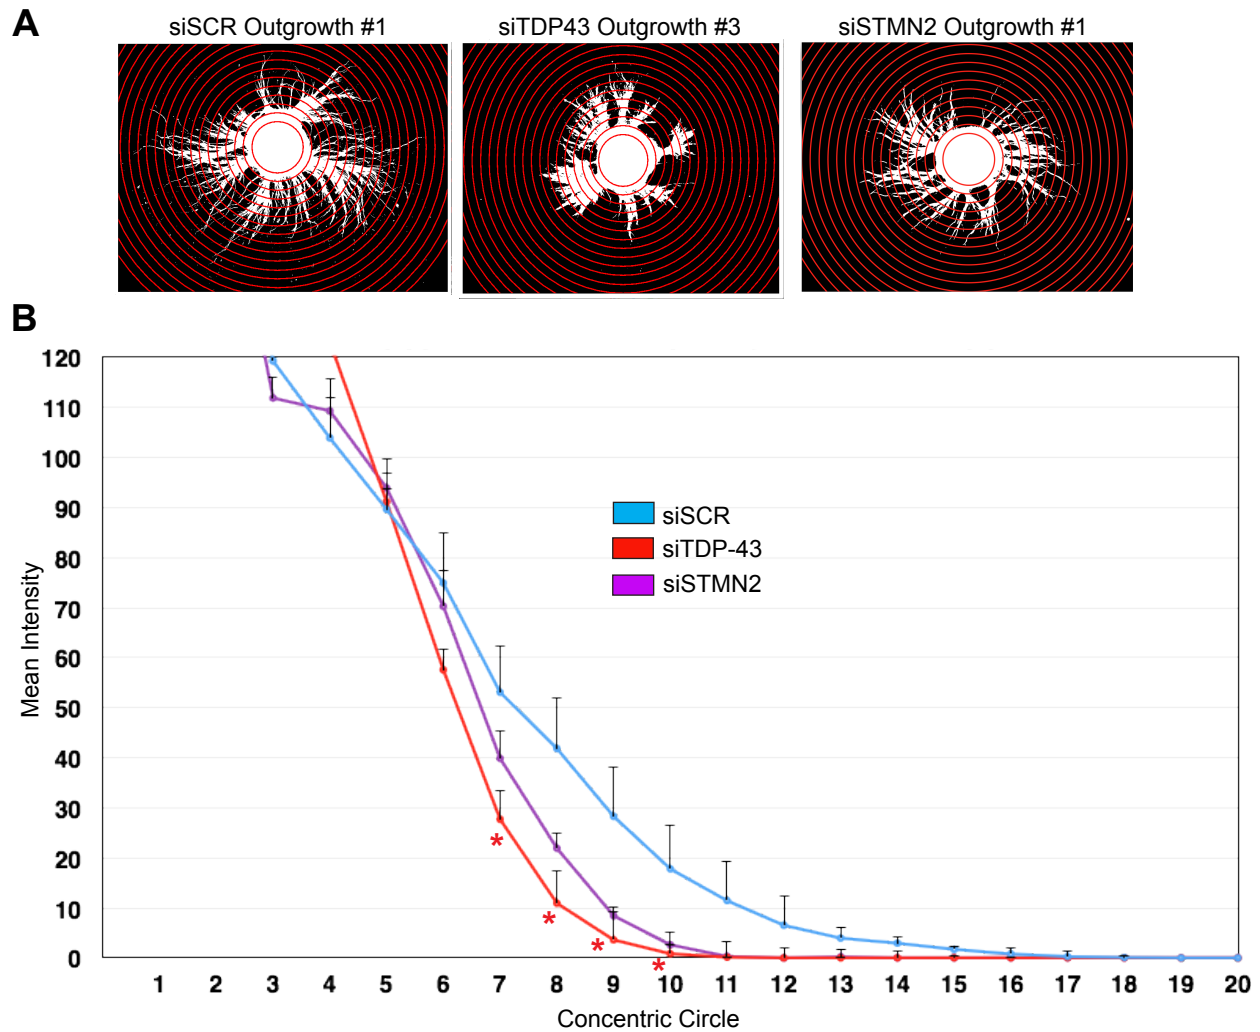 A
siSCR Outgrowth #1
siTDP43 Outgrowth #3
siSTMN2 Outgrowth #1
B
120
110
100
90
80
70
60
50
40
30
20
10
0
Mean Intensity
siSCR
siTDP-43
siSTMN2
*
*
*
*
1 2 3 4 5 6 7 8 9 10 11 12 13 14 15 16 17 18 19 20
Concentric Circle